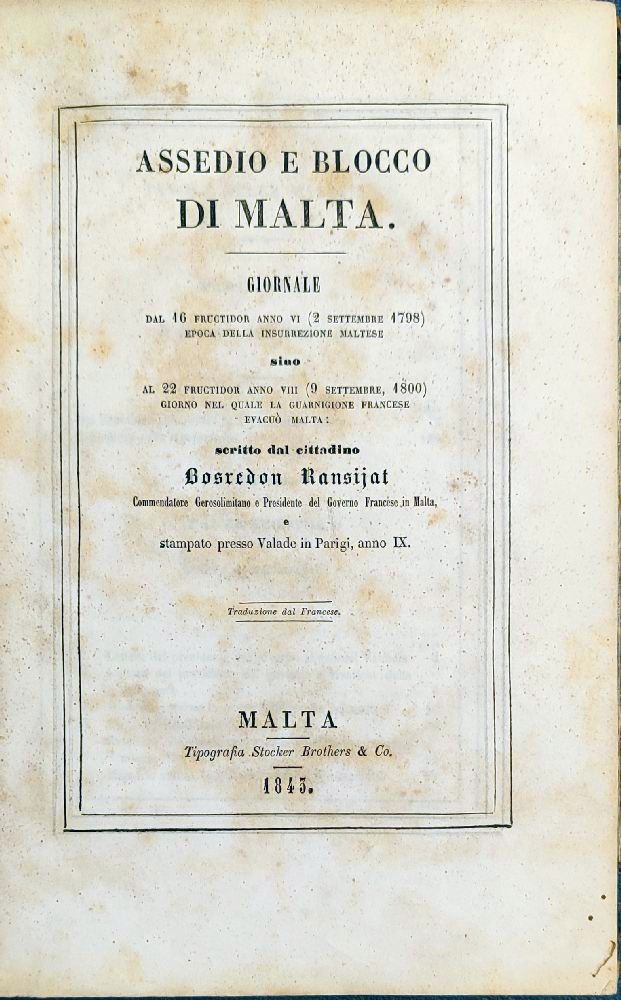 ASSEDIO E BLOCCO
DI MALTA.
GIORNALE
DAL 16 FRUCTIDOR ANNO VI (2 SETTEMBRE 1798)
EPOCA DELLA INSURREZIONE MALTESE
sino
AL 22 FRUCTIDOR ANNO VIII (9 SETTEMBRE, 1800)
GIORNO NEL QUALE LA GUARNIGIONE FRANCESE
EVACUÒ MALTA:
scritto dal cittadino
Bosredon Ransijat
Commendatore Gerosolimitano e Presidente del Governo Francese in Malta,
e
stampato presso Valade in Parigi, anno IX.
Traduzione dal Francese.
MALTA
Tipografia Stocker Brothers & Co.
1843.